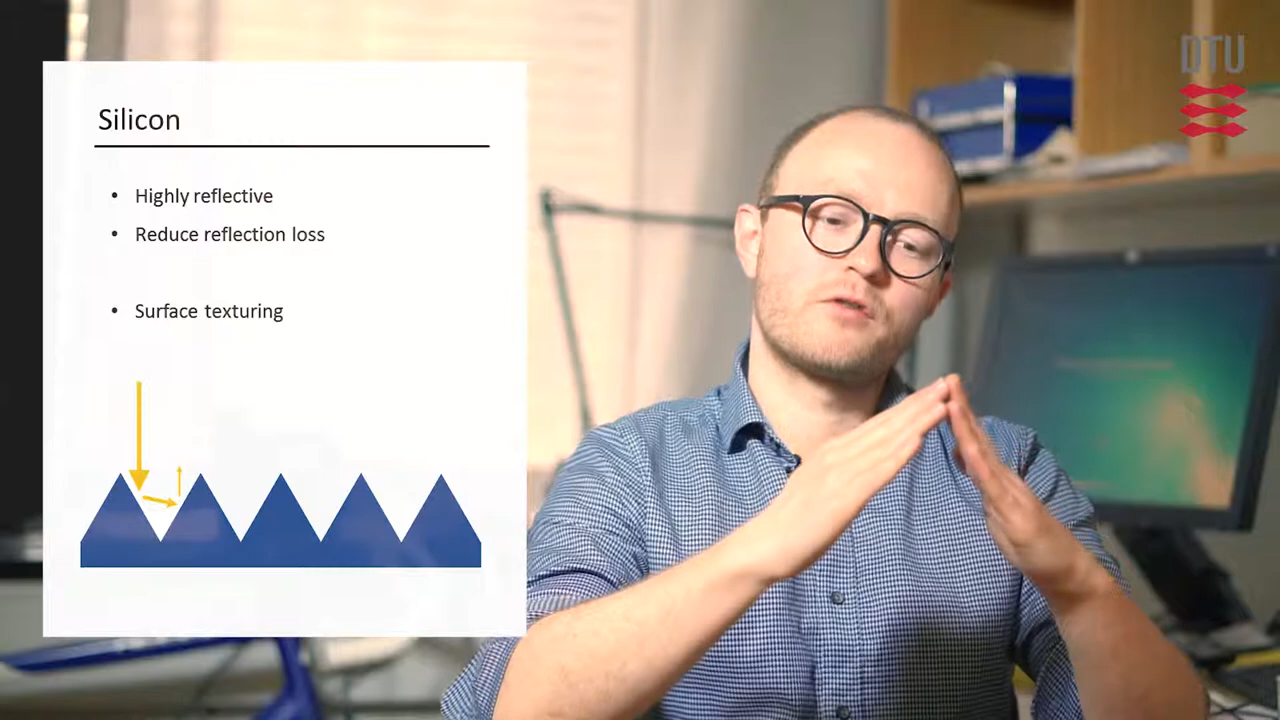 DTU
Silicon
• Highly reflective
• Reduce reflection loss
• Surface texturing